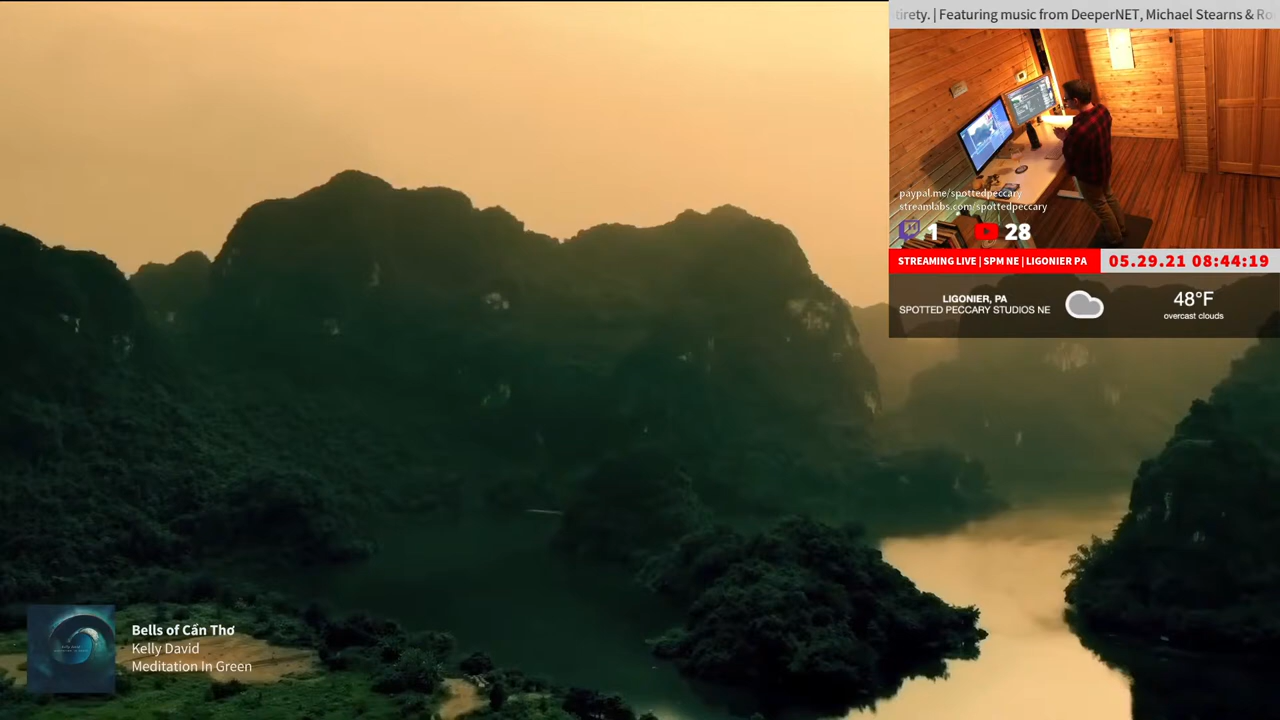 tirety. | Featuring music from DeeperNET, Michael Stearns & Ro
paypal.me/spottedpeccary
streamlabs.com/spottedpeccary
1 28
STREAMING LIVE | SPM NE | LIGONIER PA 05.29.21 08:44:19
LIGONIER, PA
SPOTTED PECCARY STUDIOS NE
48°F
overcast clouds
Bells of Cần Thơ
Kelly David
Meditation In Green